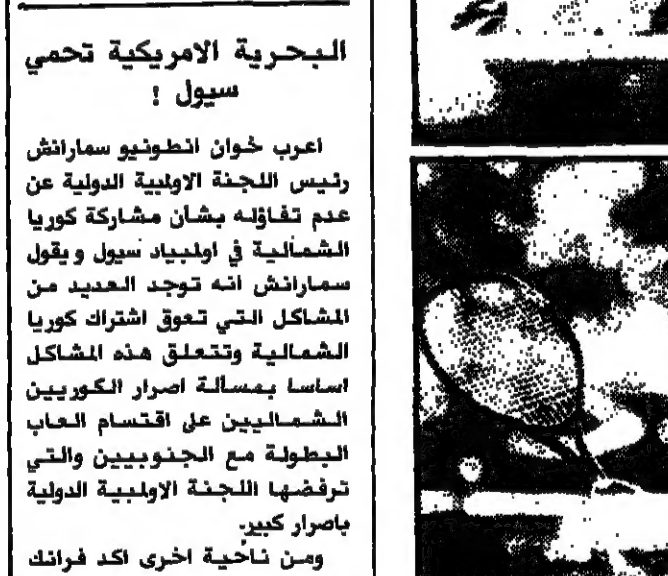 البحرية الامريكية تحمي
سيول !
اعرب خوان انطونيو سمارانش
رئيس اللجنة الاولمبية الدولية عن
عدم تفاؤله بشأن مشاركة كوريا
الشمالية في اولمبياد سيول ويقول
سمارانش انه توجد العديد من
المشاكل التي تعوق اشتراك كوريا
الشمالية وتتعلق هذه المشاكل
اساسا بمسألة اصرار الكوريين
الشماليين على اقتسام العاب
البطولة مع الجنوبيين والتي
ترفضها اللجنة الاولمبية الدولية
باصرار كبير.
ومن ناحية اخرى اكد فرانك